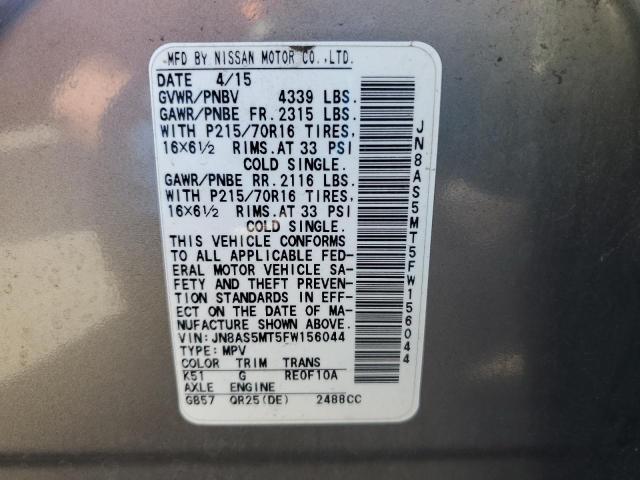 MFD BY NISSAN MOTOR CO.,LTD.
DATE 4/15
GVWR/PNBV 4339 LBS.
GAWR/PNBE FR. 2315 LBS.
WITH P215/70R16 TIRES,
16×6½ RIMS.AT 33 PSI
COLD SINGLE.
GAWR/PNBE RR. 2116 LBS.
WITH P215/70R16 TIRES,
16×6½ RIMS.AT 33 PSI
COLD SINGLE.
THIS VEHICLE CONFORMS
TO ALL APPLICABLE FED-
ERAL MOTOR VEHICLE SA-
FETY AND THEFT PREVEN-
TION STANDARDS IN EFF-
ECT ON THE DATE OF MA-
NUFACTURE SHOWN ABOVE.
VIN:JN8AS5MT5FW156044
TYPE:MPV
COLOR TRIM TRANS
K51 G RE0F10A
AXLE ENGINE
GB57 QR25(DE) 2488CC
JN8AS5MT5FW156044